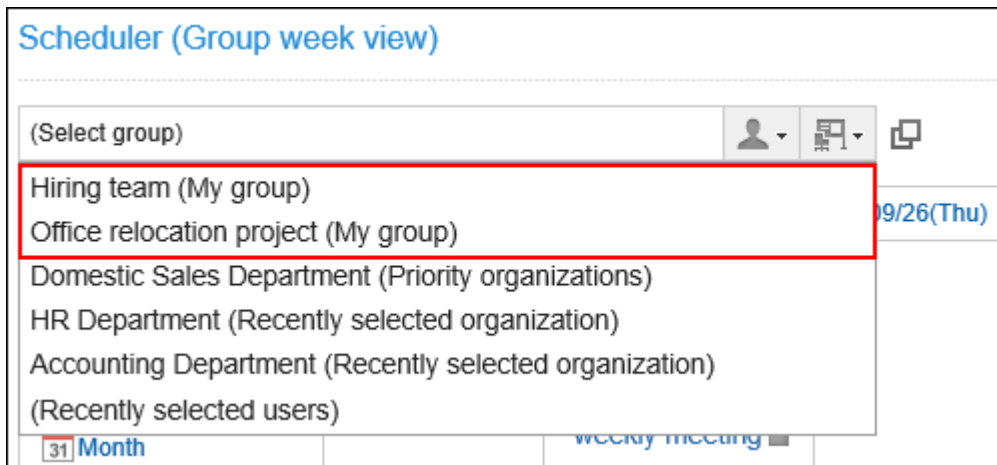 Scheduler (Group week view)
(Select group)
Hiring team (My group)
Office relocation project (My group)
09/26(Thu)
Domestic Sales Department (Priority organizations)
HR Department (Recently selected organization)
Accounting Department (Recently selected organization)
(Recently selected users)
31 Month
weekly meeting